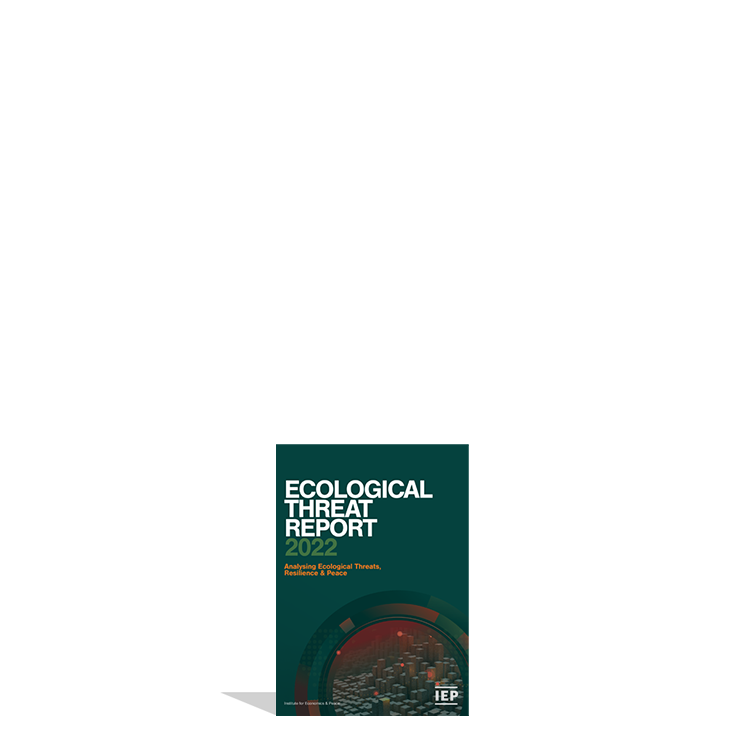 ECOLOGICAL
THREAT
REPORT
2022
Analysing Ecological Threats,
Resilience & Peace
Institute for Economics & Peace
IEP